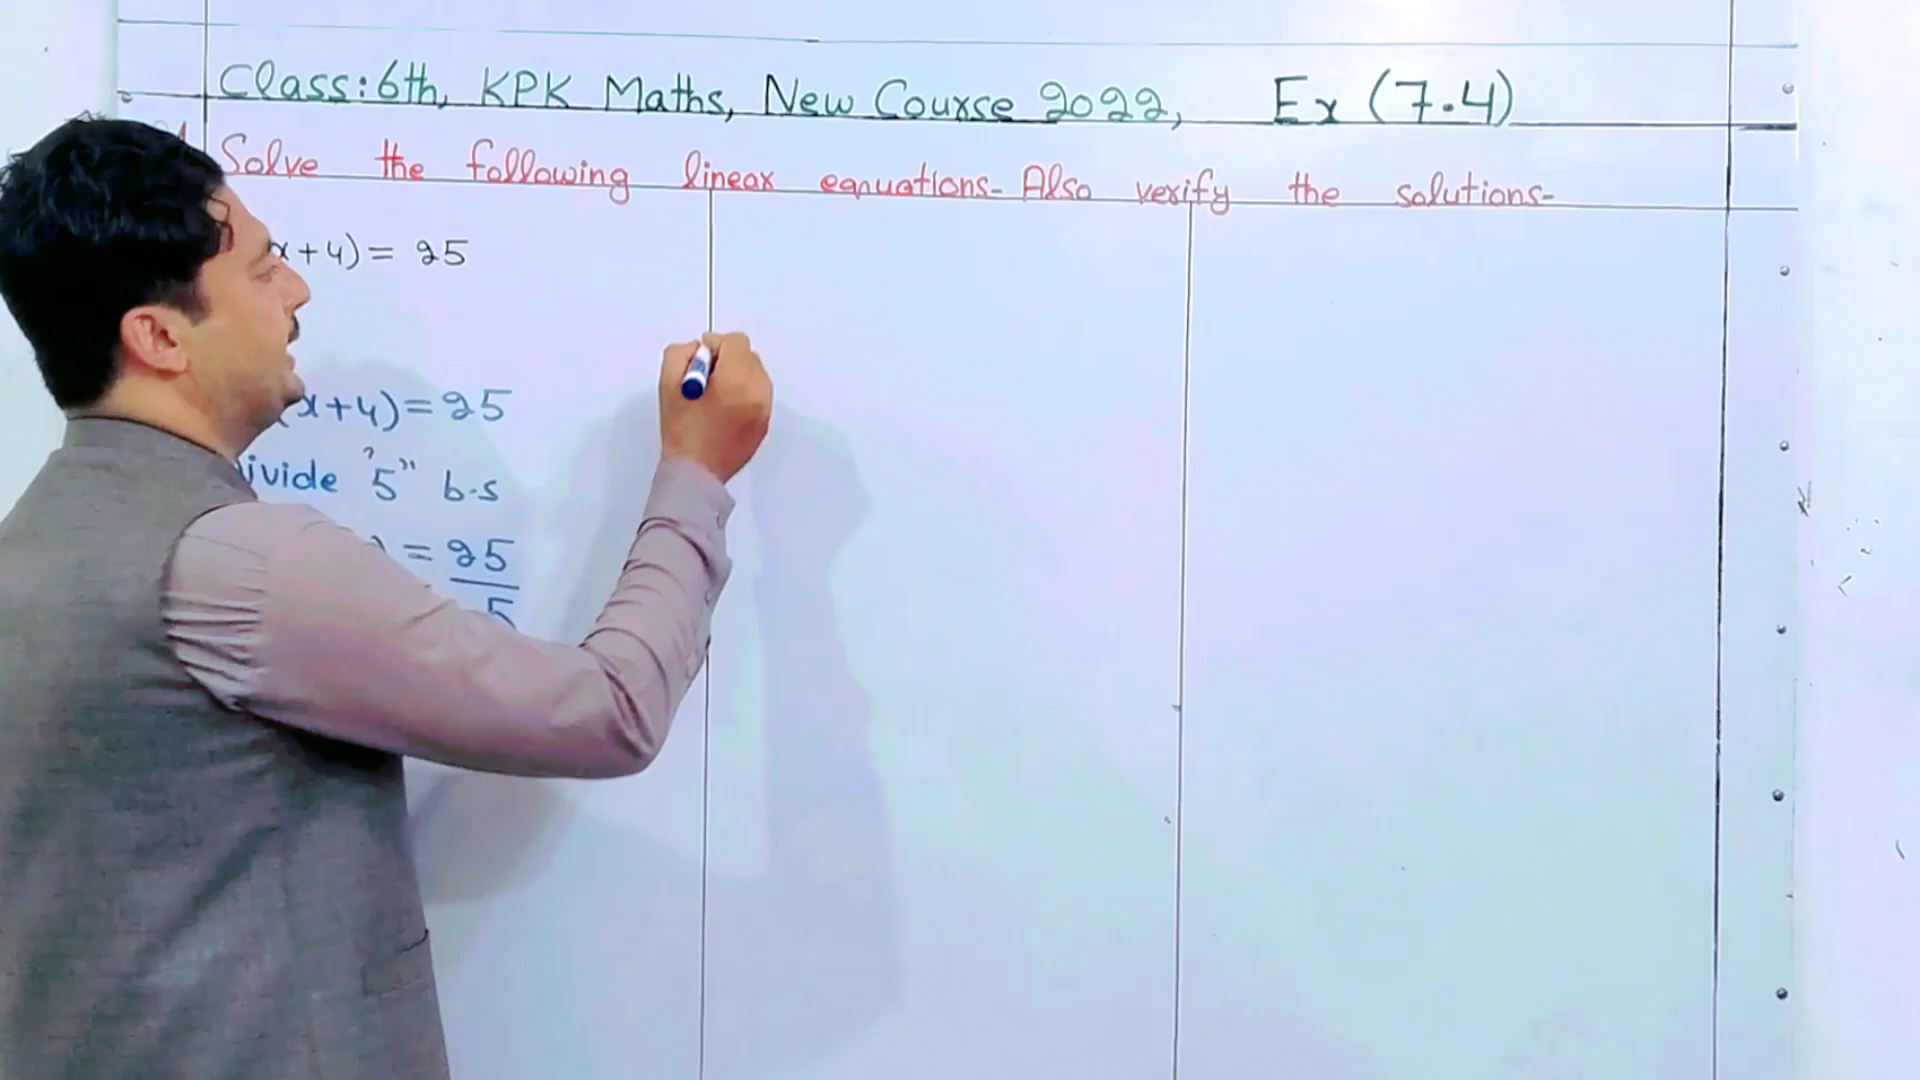 Class: 6th, KPK Maths, New Course 2022, Ex (7.4)
Solve the following linear equations- Also verify the solutions-
x+4) = 25
(x+4) = 25
ivide "5" b.s
= 25
5